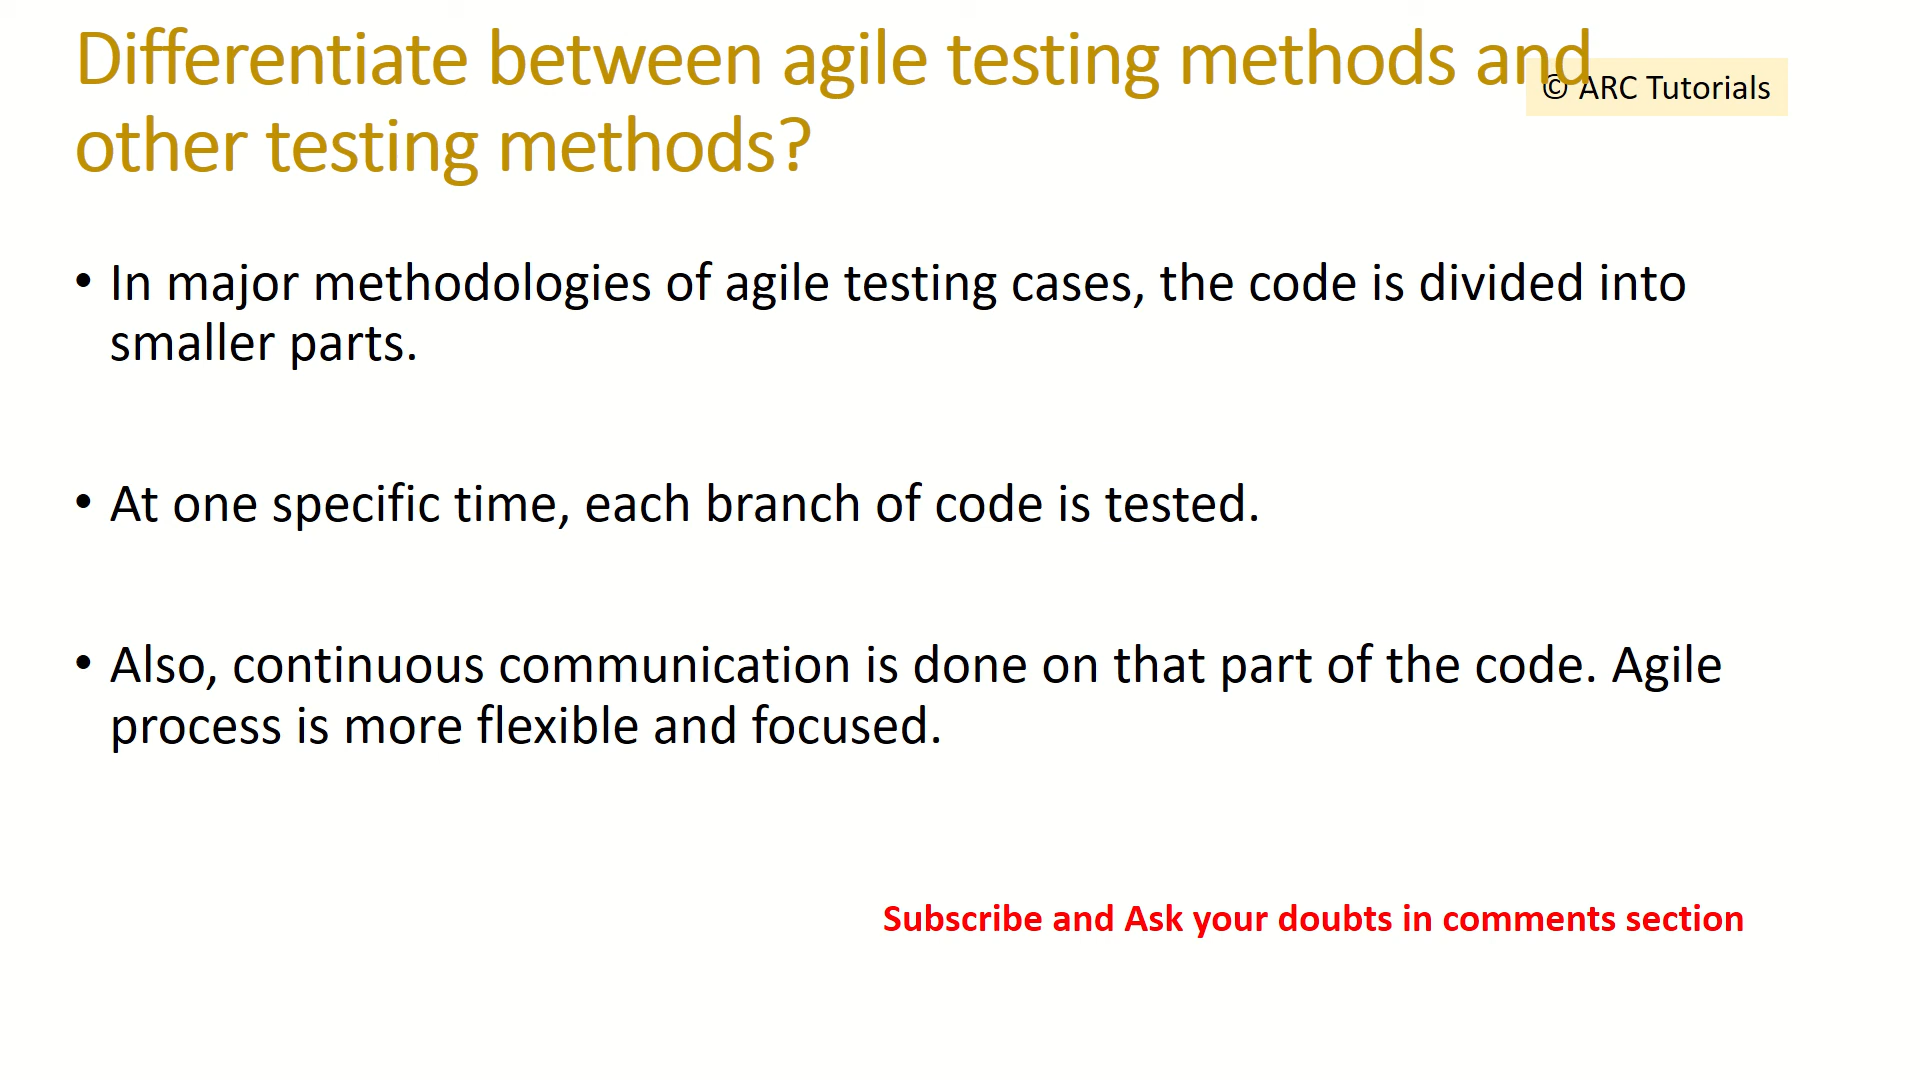 Differentiate between agile testing methods and
© ARC Tutorials
other testing methods?
• In major methodologies of agile testing cases, the code is divided into
smaller parts.
• At one specific time, each branch of code is tested.
• Also, continuous communication is done on that part of the code. Agile
process is more flexible and focused.
Subscribe and Ask your doubts in comments section